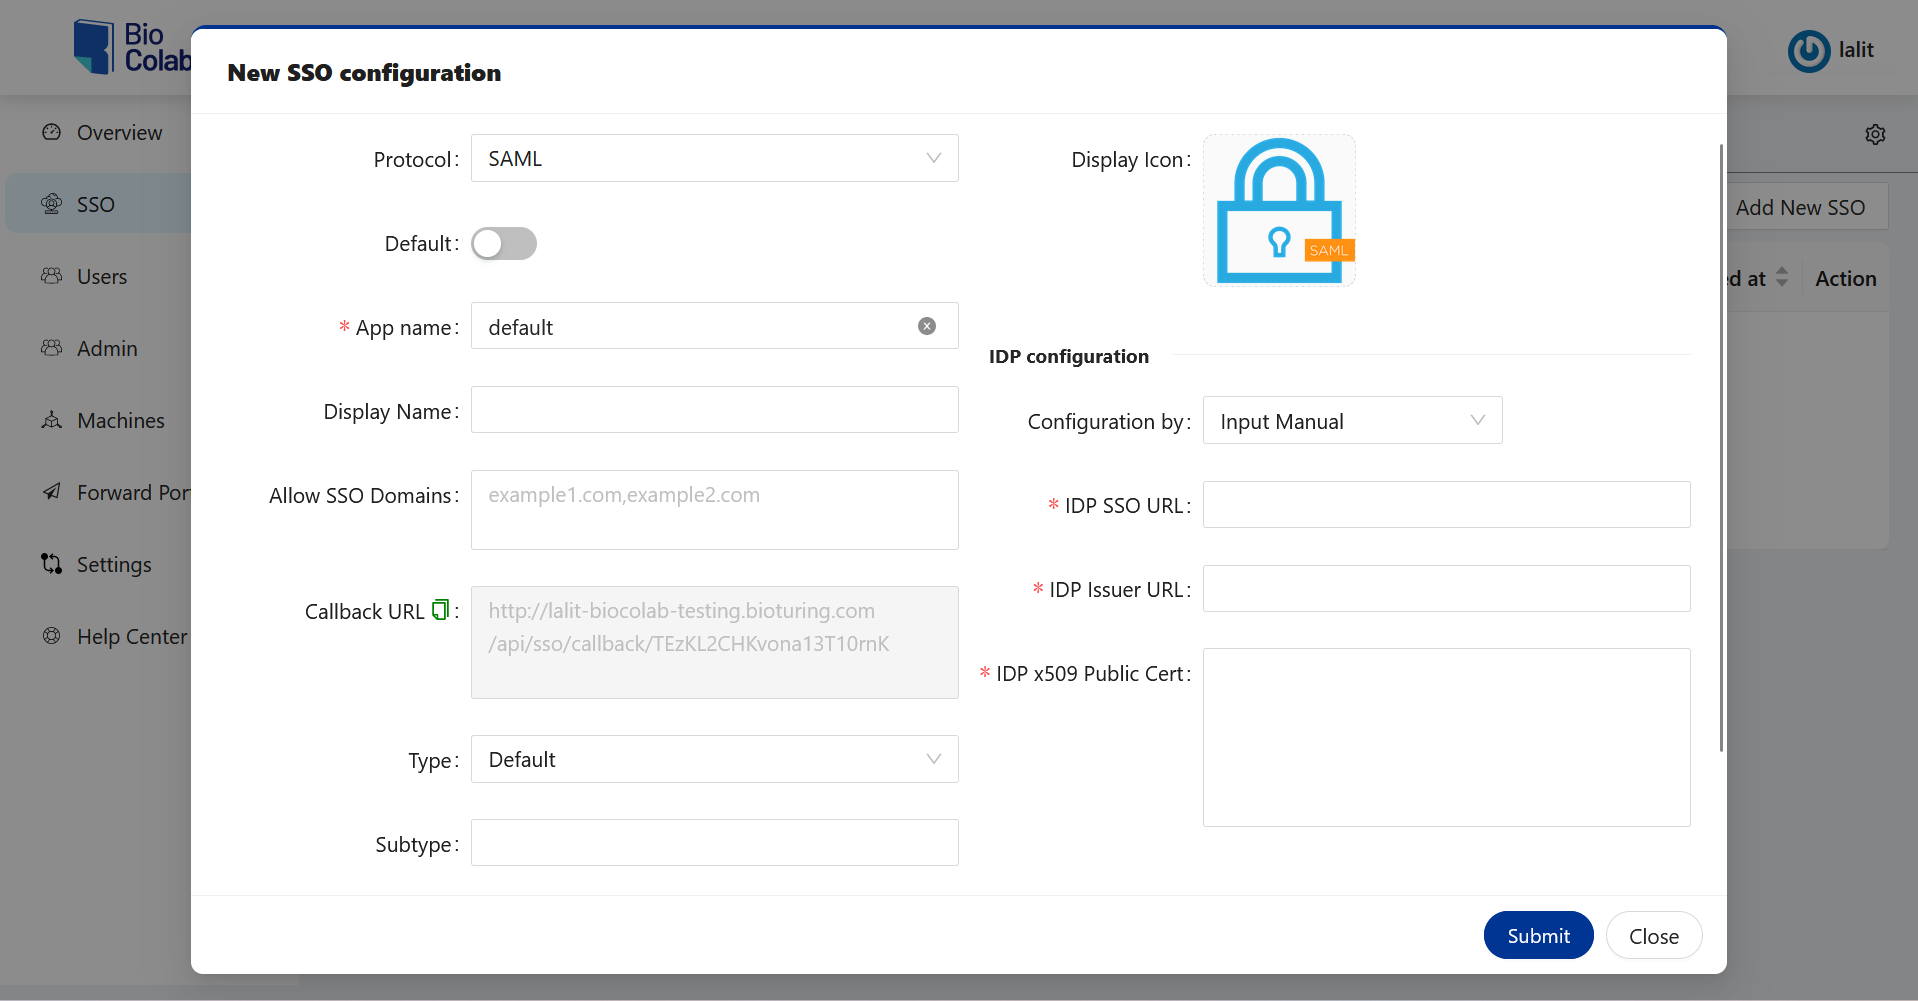 Bio
Colab
lalit
Overview
SSO
Users
Admin
Machines
Forward Por
Settings
Help Center
Add New SSO
ed at
Action
New SSO configuration
Protocol:
SAML
Default:
* App name:
default
Display Name:
Allow SSO Domains:
example1.com,example2.com
Callback URL :
http://lalit-biocolab-testing.bioturing.com
/api/sso/callback/TEzKL2CHKvona13T10rnK
Type:
Default
Subtype:
Display Icon:
SAML
IDP configuration
Configuration by:
Input Manual
* IDP SSO URL:
* IDP Issuer URL:
* IDP x509 Public Cert:
Submit
Close